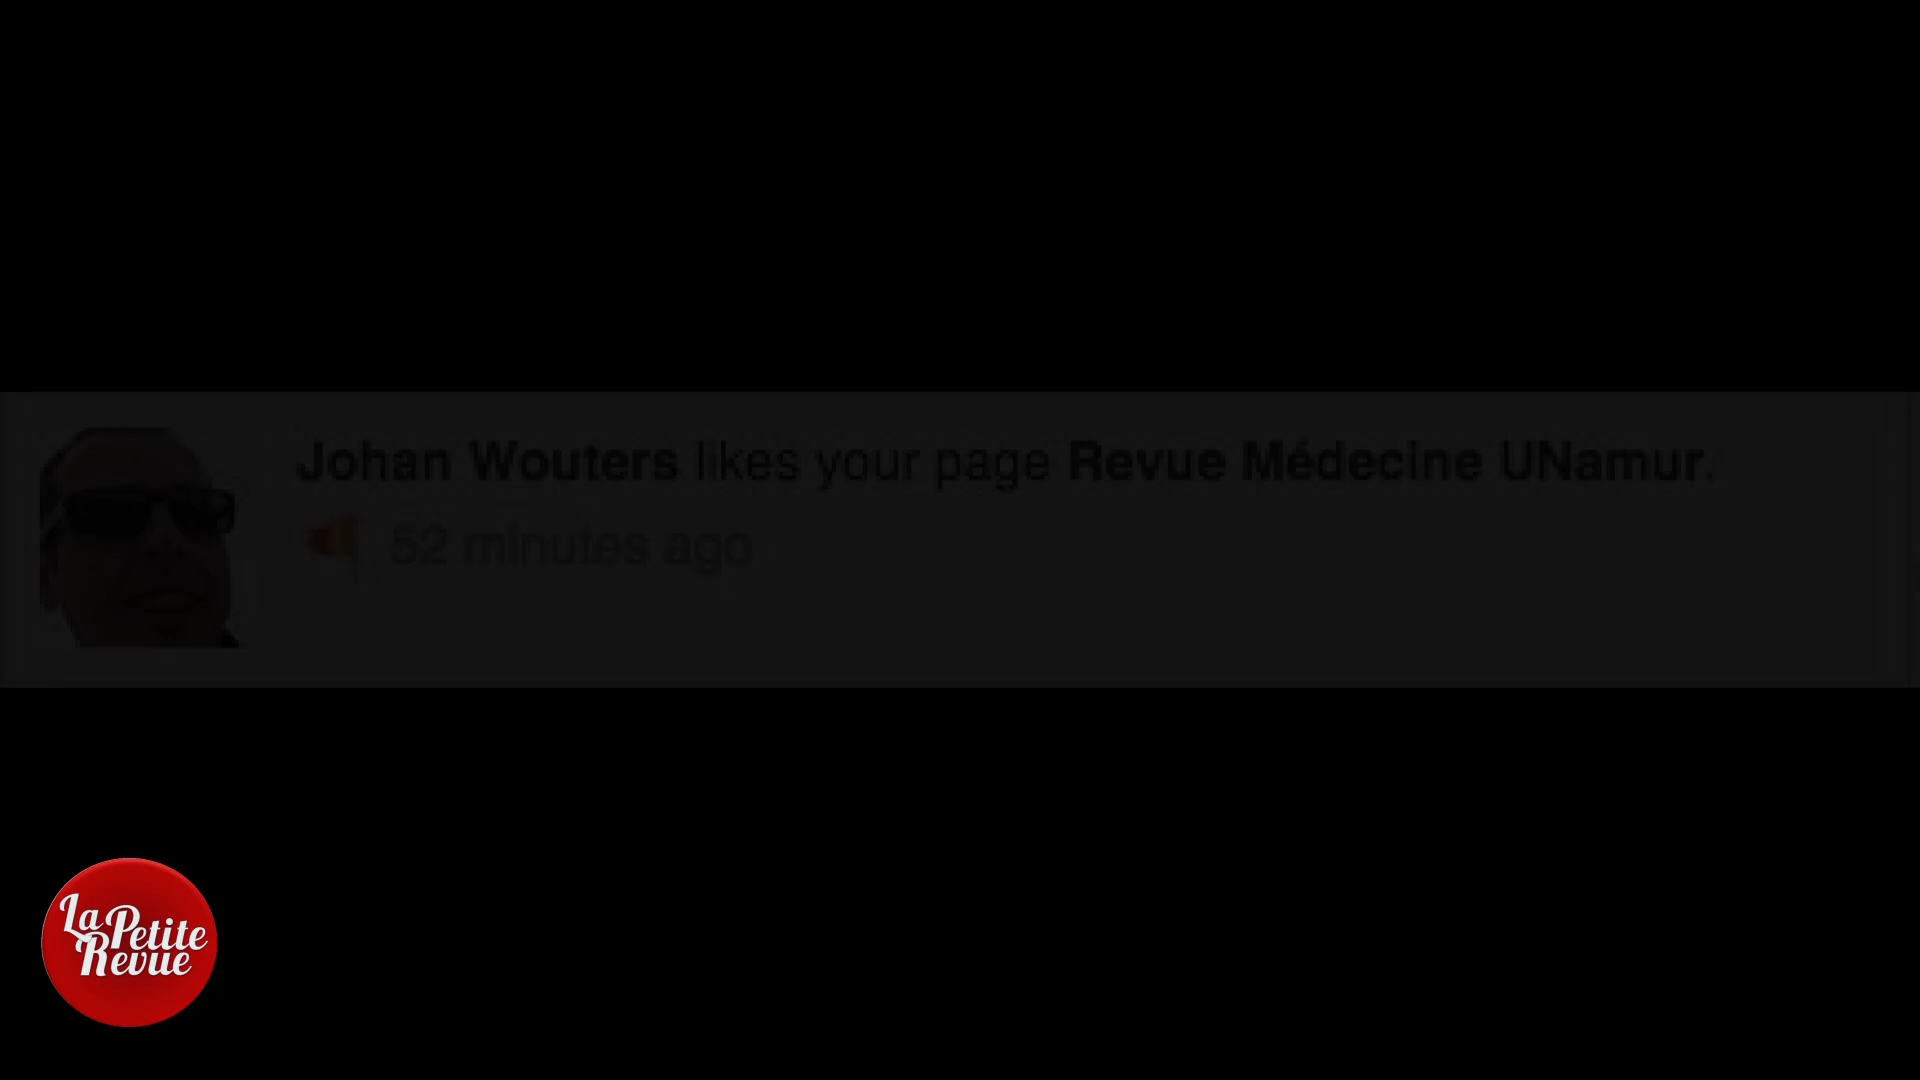 Johan Wouters likes your page Revue Médecine UNamur.
52 minutes ago
La Petite
Revue